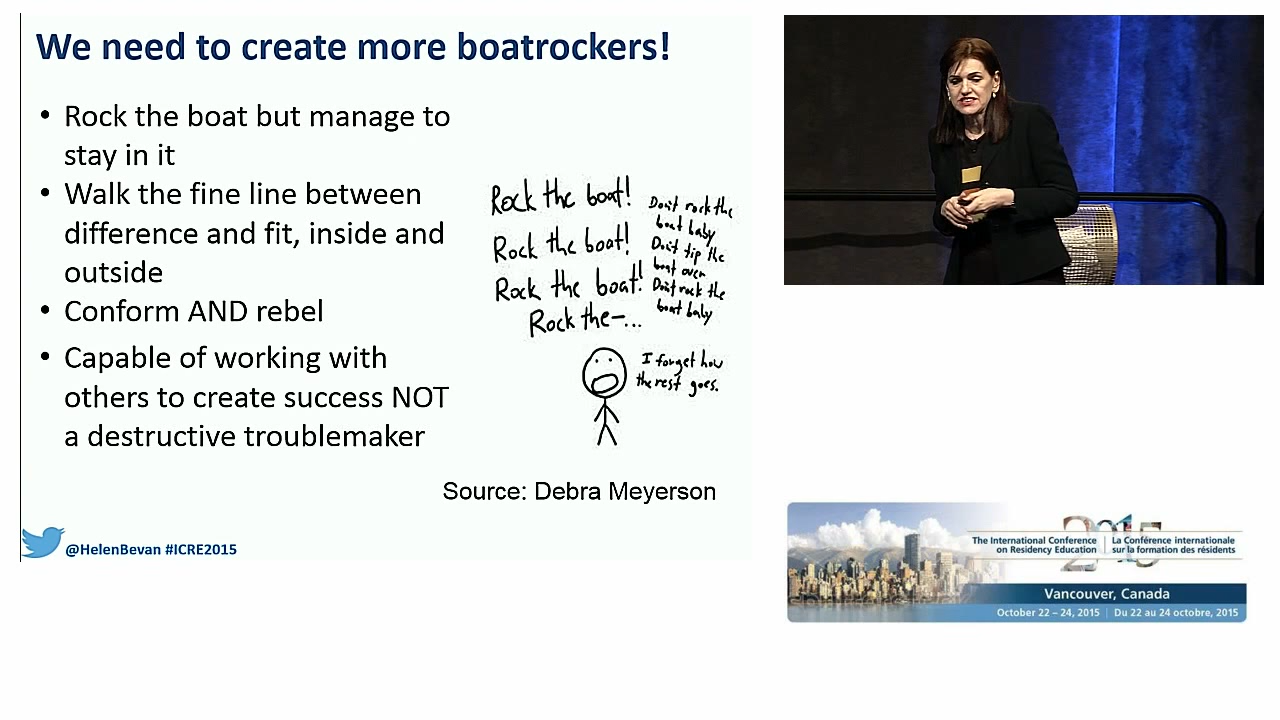 We need to create more boatrockers!
• Rock the boat but manage to
stay in it
• Walk the fine line between
difference and fit, inside and
outside
• Conform AND rebel
• Capable of working with
others to create success NOT
a destructive troublemaker
Rock the boat!
Rock the boat!
Rock the boat!
Rock the-...
Don't rock the
boat baby
Don't tip the
boat over
Don't rock the
boat baby
I forget how
the rest goes.
Source: Debra Meyerson
@HelenBevan #ICRE2015
2015
The International Conference
on Residency Education
La Conférence internationale
sur la formation des résidents
Vancouver, Canada
October 22 – 24, 2015 | Du 22 au 24 octobre, 2015